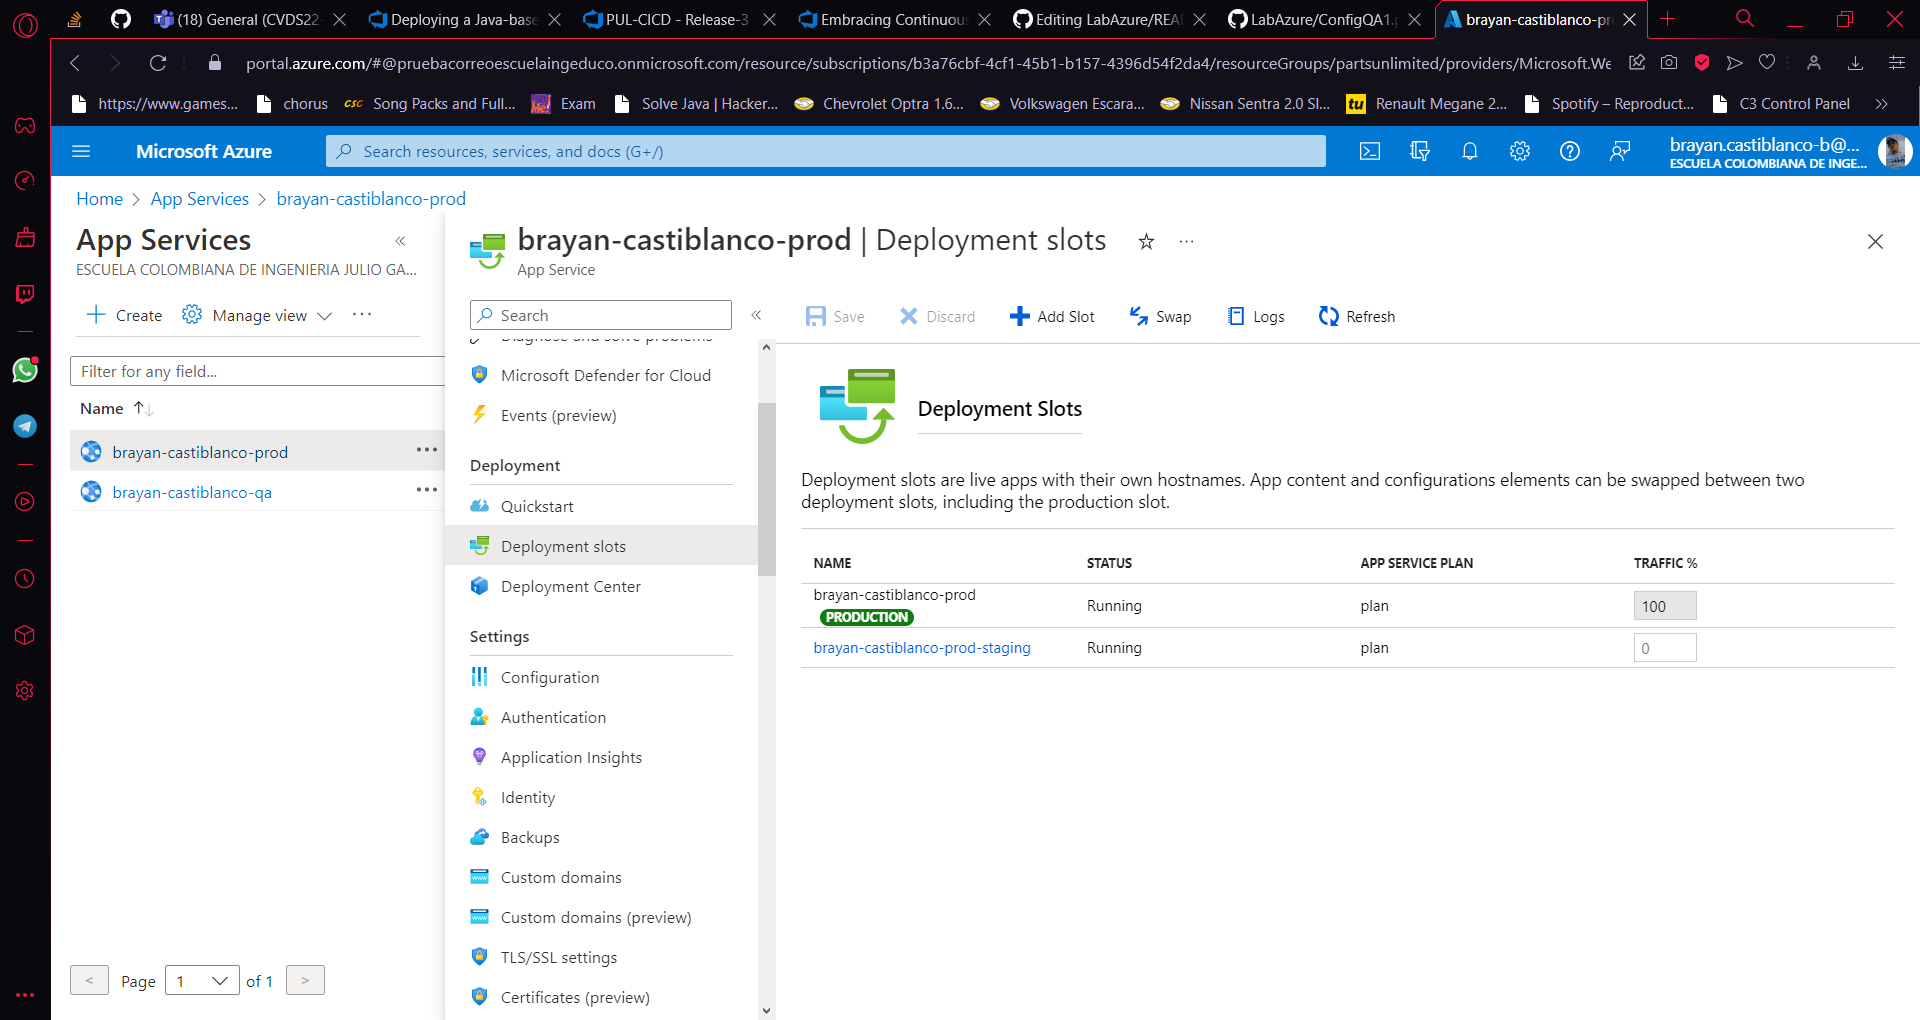 (18) General (CVDS22-
Deploying a Java-base
PUL-CICD - Release-3
Embracing Continuous
Editing LabAzure/REA
LabAzure/ConfigQA1.p
brayan-castiblanco-pr
portal.azure.com/#@pruebacorreoescuelaingeduco.onmicrosoft.com/resource/subscriptions/b3a76cbf-4cf1-45b1-b157-4396d54f2da4/resourceGroups/partsunlimited/providers/Microsoft.We
https://www.games...
chorus
CSC Song Packs and Full...
Me! Exam
Solve Java | Hacker...
Chevrolet Optra 1.6...
Volkswagen Escara...
Nissan Sentra 2.0 Sl...
tu Renault Megane 2...
Spotify – Reproduct...
C3 Control Panel
Microsoft Azure
Search resources, services, and docs (G+/)
brayan.castiblanco-b@...
ESCUELA COLOMBIANA DE INGE...
Home > App Services > brayan-castiblanco-prod
App Services
ESCUELA COLOMBIANA DE INGENIERIA JULIO GA...
Create
Manage view
Filter for any field...
Name
brayan-castiblanco-prod
brayan-castiblanco-qa
< Page 1 of 1 >
brayan-castiblanco-prod | Deployment slots
App Service
Search
Diagnose and solve problems
Microsoft Defender for Cloud
Events (preview)
Deployment
Quickstart
Deployment slots
Deployment Center
Settings
Configuration
Authentication
Application Insights
Identity
Backups
Custom domains
Custom domains (preview)
TLS/SSL settings
Certificates (preview)
Save
Discard
Add Slot
Swap
Logs
Refresh
Deployment Slots
Deployment slots are live apps with their own hostnames. App content and configurations elements can be swapped between two
deployment slots, including the production slot.
NAME STATUS APP SERVICE PLAN TRAFFIC %
brayan-castiblanco-prod
PRODUCTION
Running plan 100
brayan-castiblanco-prod-staging Running plan 0